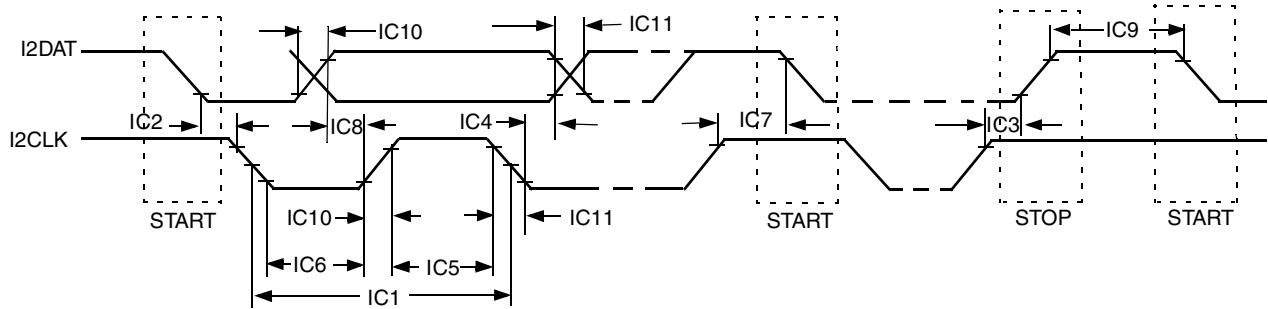 IC10
IC11
IC9
I2DAT
IC2
IC8
IC4
IC7
IC3
I2CLK
START
IC10
IC11
START
STOP
START
IC6
IC5
IC1